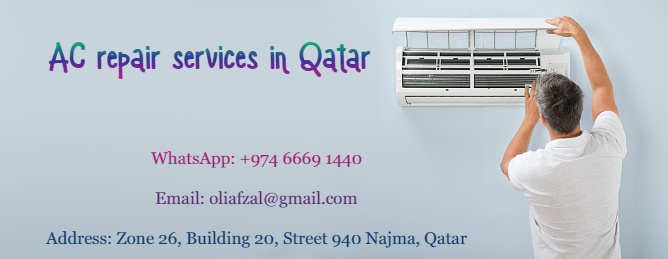 AC repair services in Qatar
WhatsApp: +974 6669 1440
Email: oliafzal@gmail.com
Address: Zone 26, Building 20, Street 940 Najma, Qatar